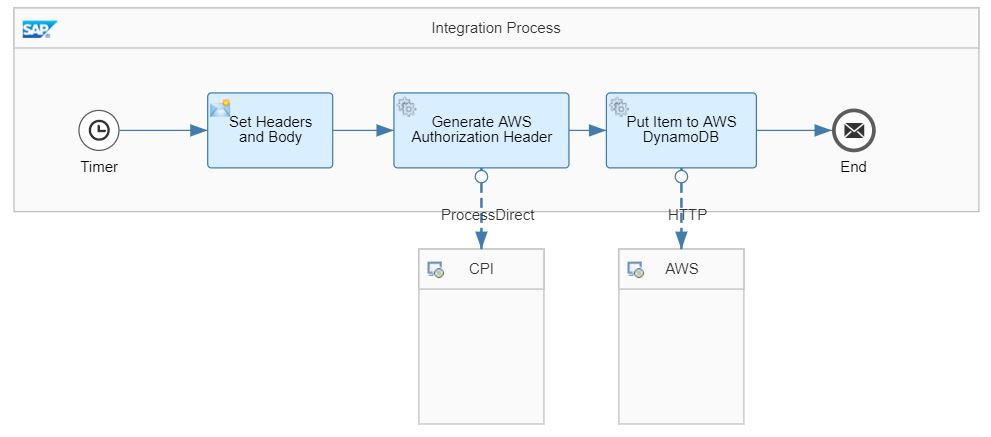 SAP
Integration Process
Set Headers
and Body
Generate AWS
Authorization Header
Put Item to AWS
DynamoDB
Timer
End
ProcessDirect
HTTP
CPI
AWS